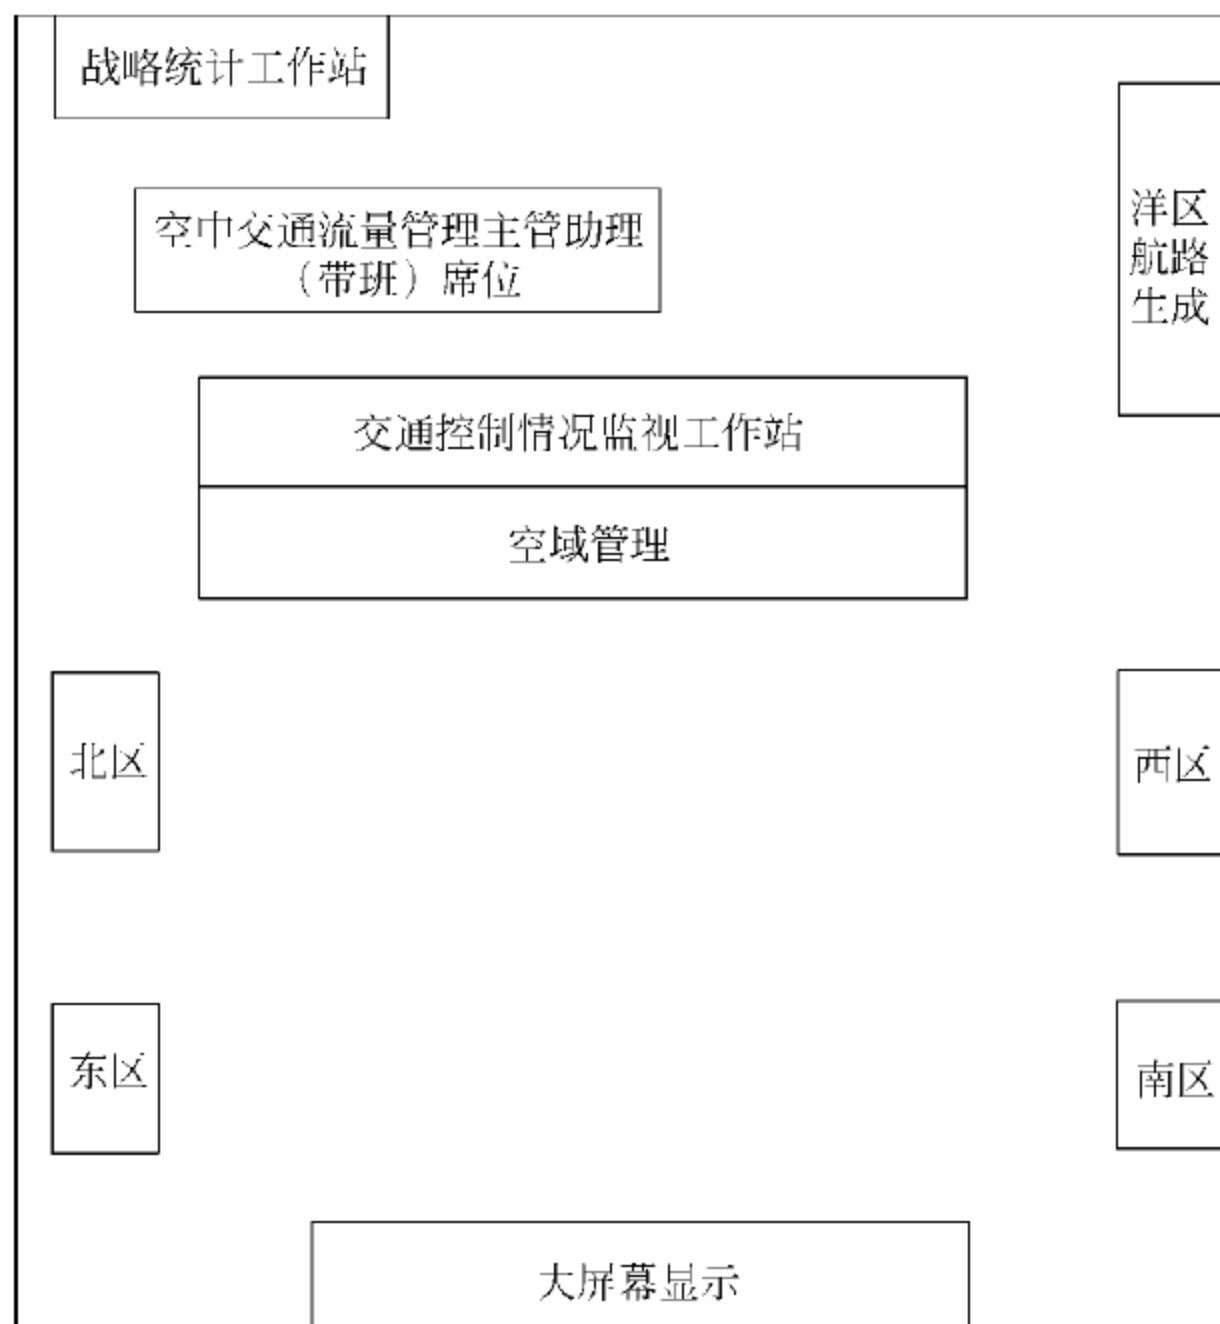 战略统计工作站
空中交通流量管理主管助理
（带班）席位
洋区
航路
生成
交通控制情况监视工作站
空域管理
北区
西区
东区
南区
大屏幕显示